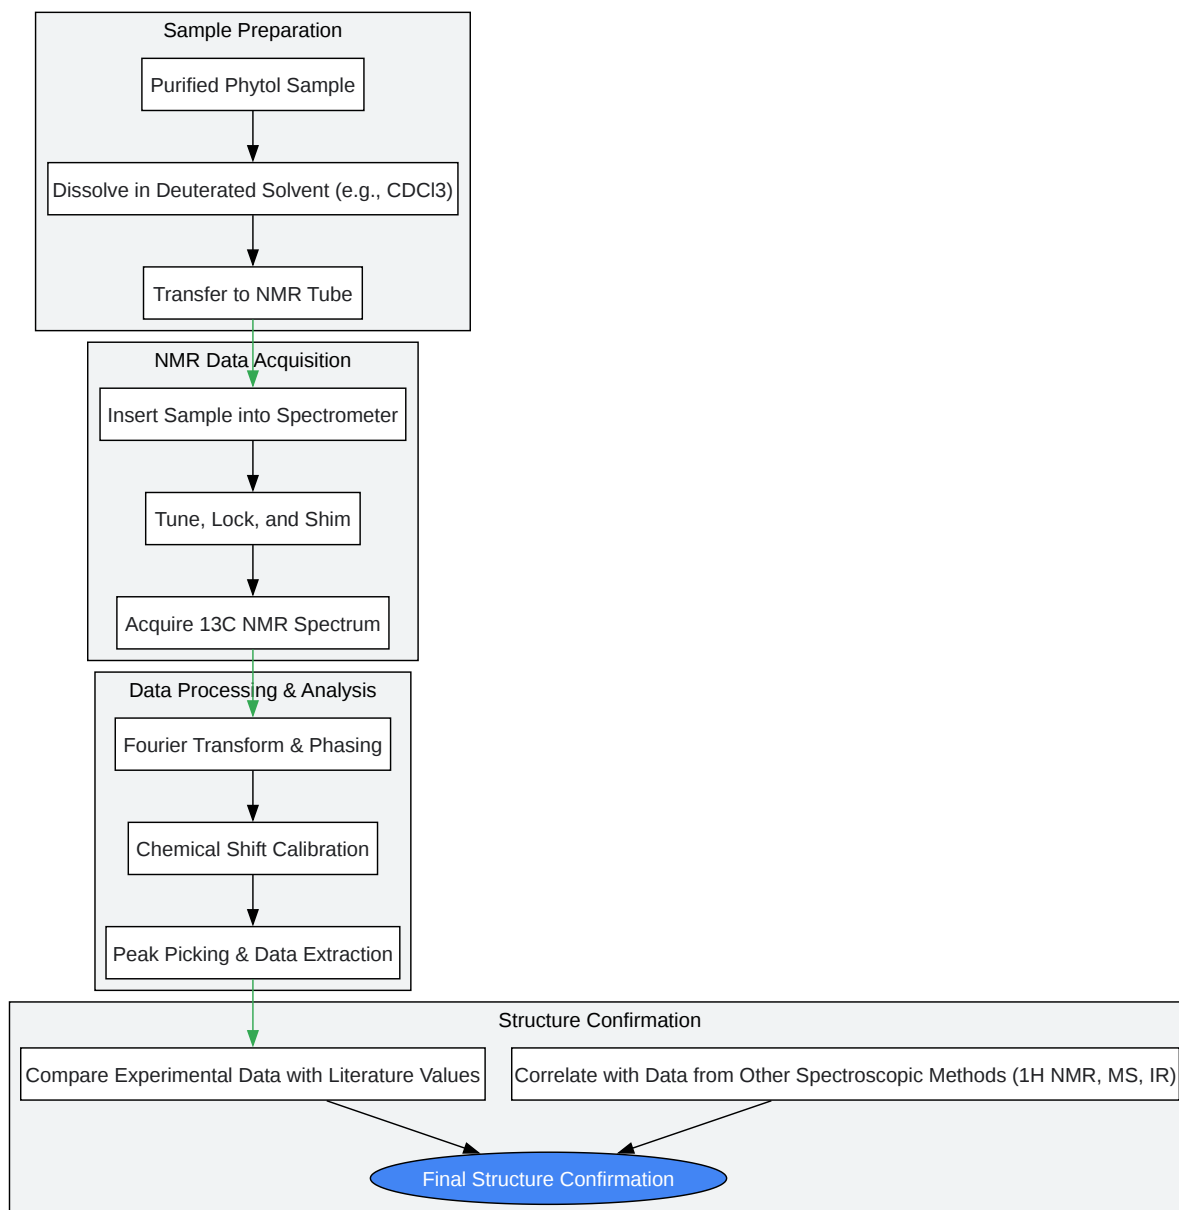 Sample Preparation
Purified Phytol Sample
Dissolve in Deuterated Solvent (e.g., CDCl3)
Transfer to NMR Tube
NMR Data Acquisition
Insert Sample into Spectrometer
Tune, Lock, and Shim
Acquire 13C NMR Spectrum
Data Processing & Analysis
Fourier Transform & Phasing
Chemical Shift Calibration
Peak Picking & Data Extraction
Structure Confirmation
Compare Experimental Data with Literature Values
Correlate with Data from Other Spectroscopic Methods (1H NMR, MS, IR)
Final Structure Confirmation